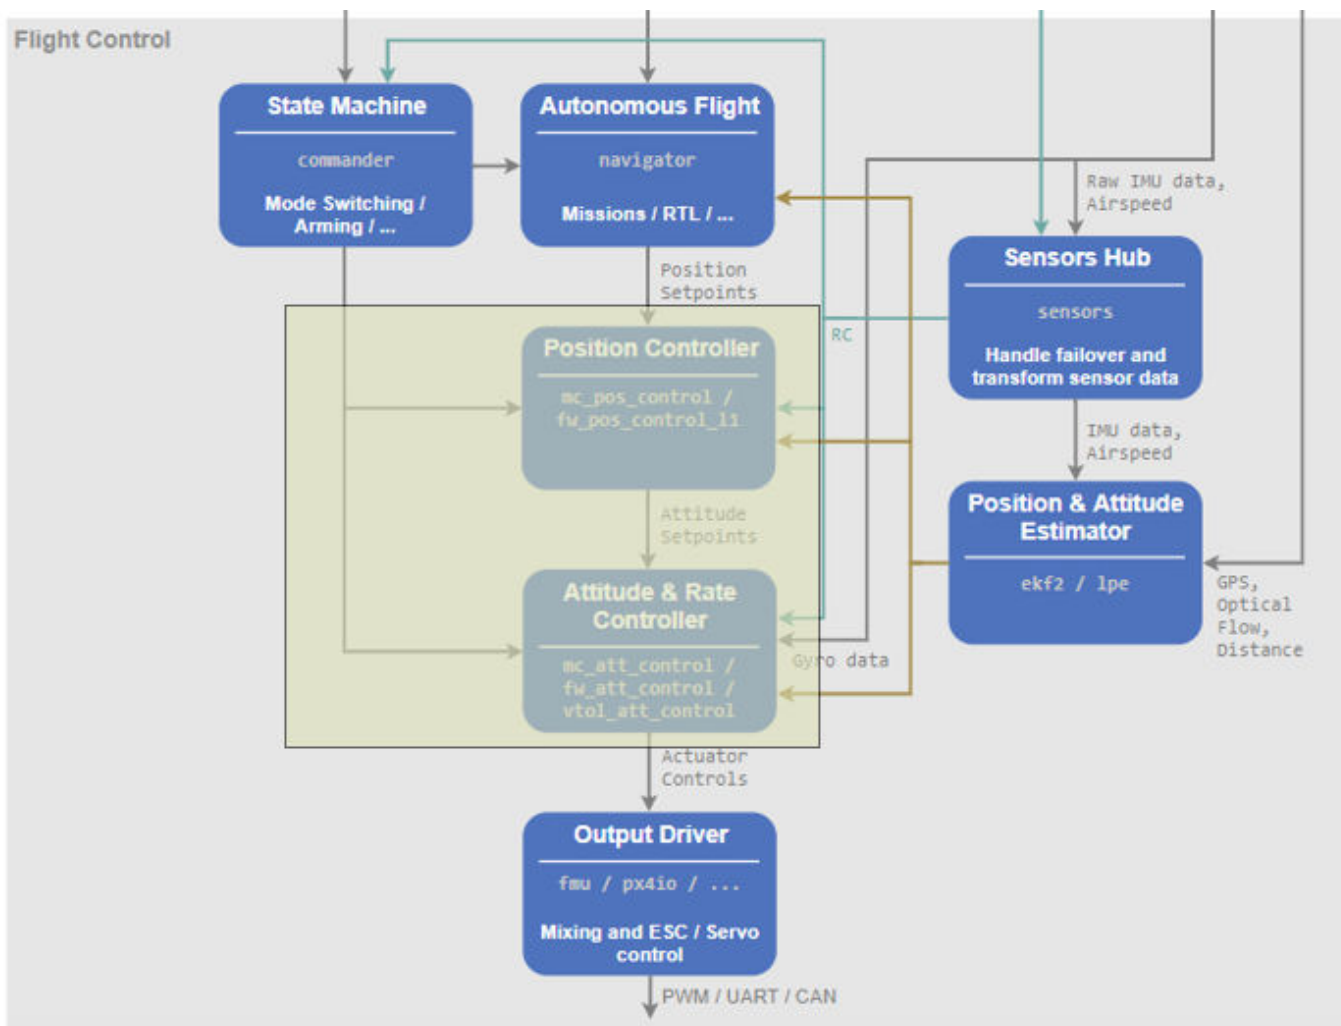 Flight Control
State Machine
commander
Mode Switching /
Arming / ...
Autonomous Flight
navigator
Missions / RTL / ...
Raw IMU data,
Airspeed
Sensors Hub
sensors
Handle failover and
transform sensor data
Position
Setpoints
RC
Position Controller
mc_pos_control /
fw_pos_control_l1
IMU data,
Airspeed
Position & Attitude
Estimator
ekf2 / lpe
GPS,
Optical
Flow,
Distance
Attitude
Setpoints
Attitude & Rate
Controller
mc_att_control /
fw_att_control /
vtol_att_control
Gyro data
Actuator
Controls
Output Driver
fmu / px4io / ...
Mixing and ESC / Servo
control
PWM / UART / CAN